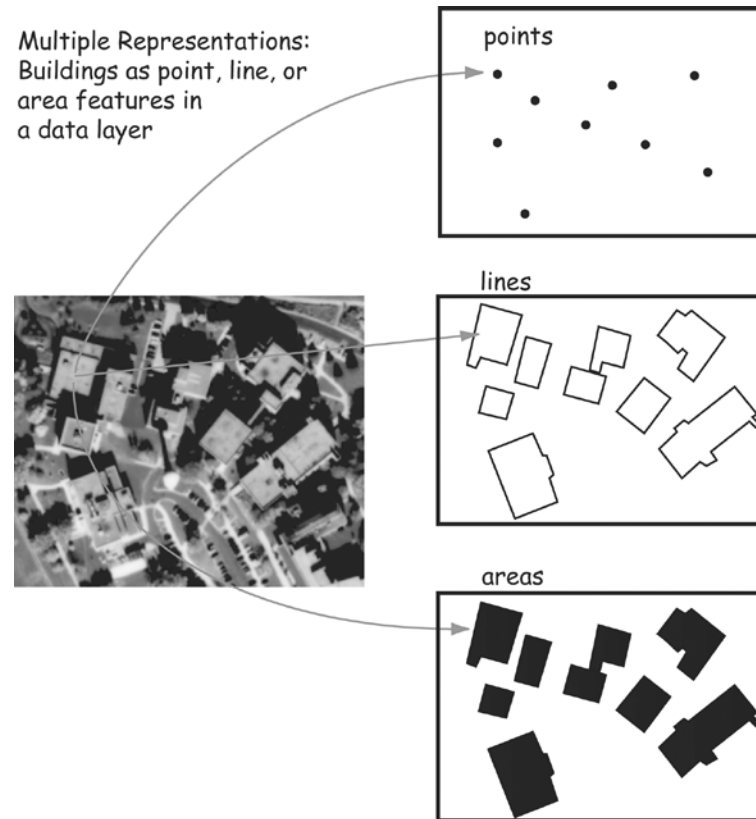 Multiple Representations:
Buildings as point, line, or
area features in
a data layer
points
lines
areas